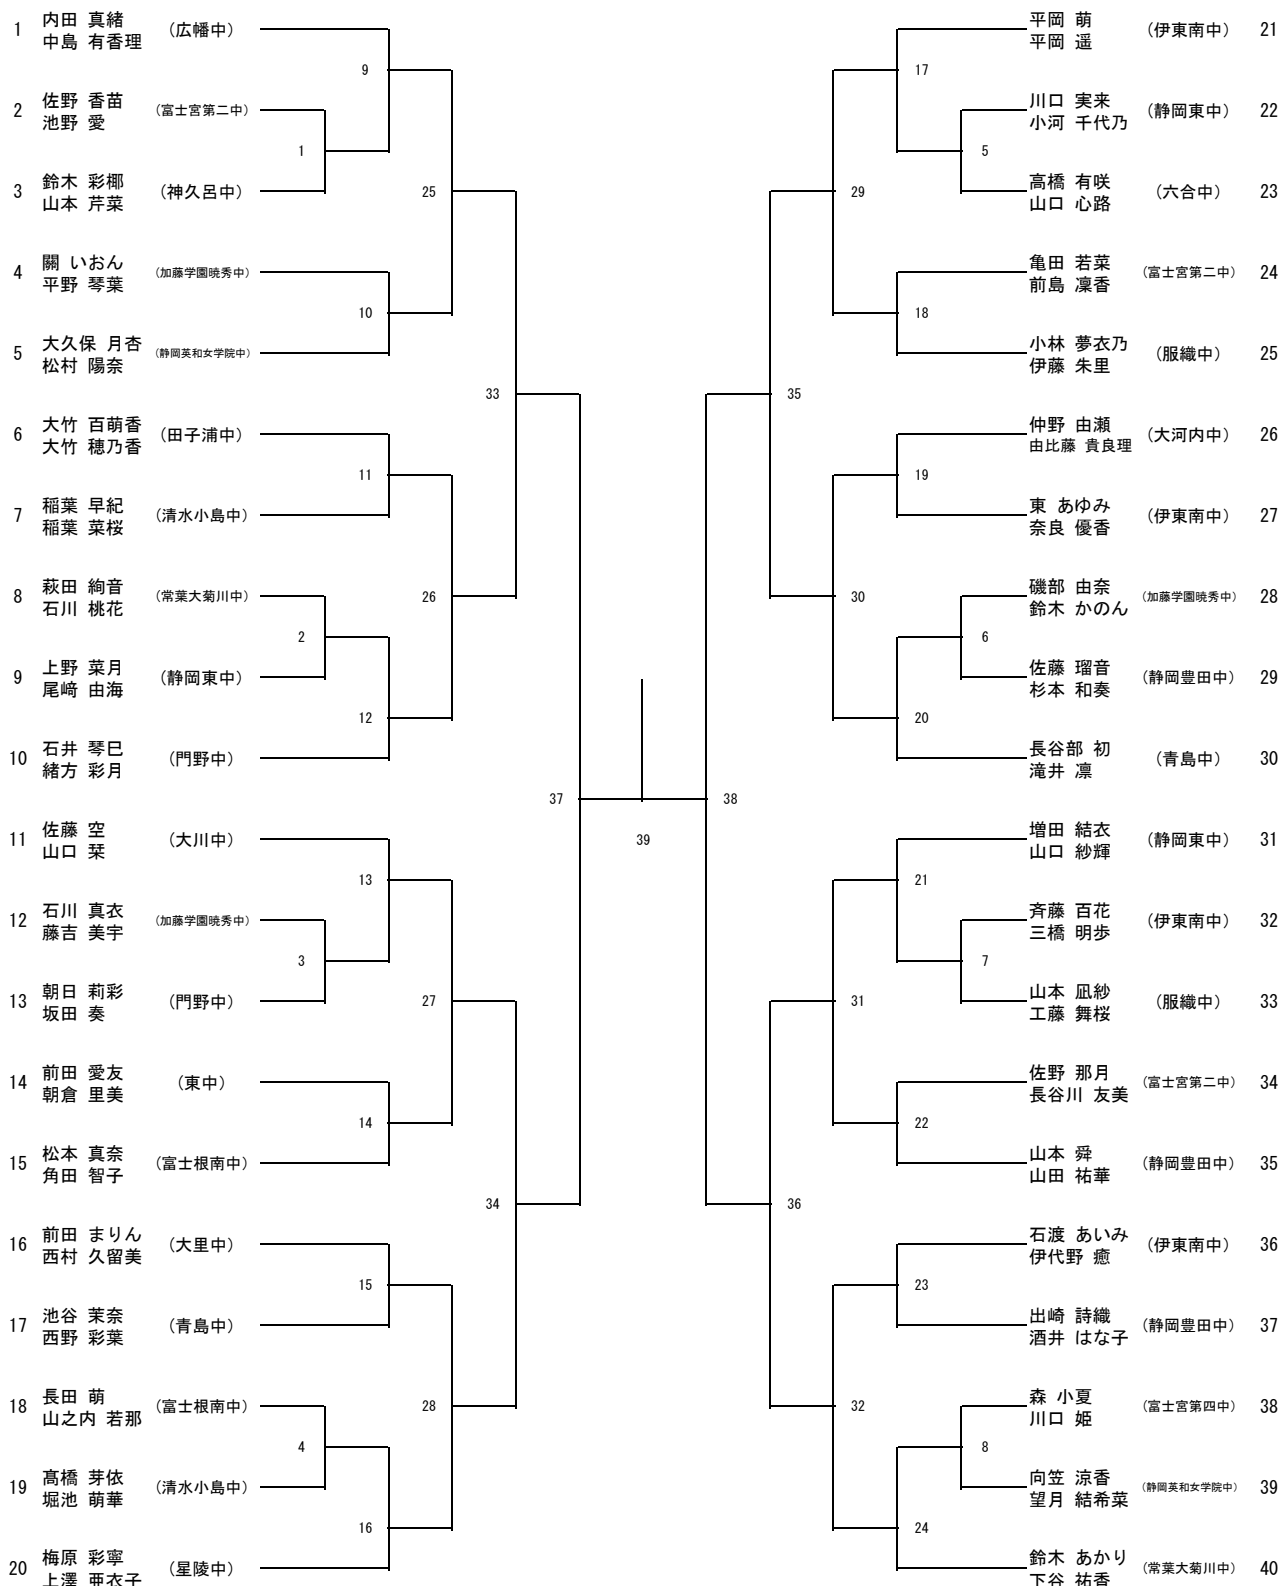 1 内田 真緒 (広幡中)
中島 有香理
9
2 佐野 香苗 (富士宮第二中)
池野 愛
1
3 鈴木 彩梛 (神久呂中)
山本 芹菜
25
4 關 いおん (加藤学園暁秀中)
平野 琴葉
10
5 大久保 月杏 (静岡英和女学院中)
松村 陽奈
33
6 大竹 百萌香 (田子浦中)
大竹 穂乃香
11
7 稲葉 早紀 (清水小島中)
稲葉 菜桜
8 萩田 絢音 (常葉大菊川中)
石川 桃花
26
2
9 上野 菜月 (静岡東中)
尾﨑 由海
12
10 石井 琴巳 (門野中)
緒方 彩月
37
11 佐藤 空 (大川中)
山口 栞
13
12 石川 真衣 (加藤学園暁秀中)
藤吉 美宇
3
13 朝日 莉彩 (門野中)
坂田 奏
27
14 前田 愛友 (東中)
朝倉 里美
14
15 松本 真奈 (富士根南中)
角田 智子
34
16 前田 まりん (大里中)
西村 久留美
15
17 池谷 茉奈 (青島中)
西野 彩葉
18 長田 萌 (富士根南中)
山之内 若那
28
4
19 髙橋 芽依 (清水小島中)
堀池 萌華
16
20 梅原 彩寧 (星陵中)
上澤 亜衣子
39
平岡 萌 (伊東南中) 21
平岡 遥
17
川口 実来 (静岡東中) 22
小河 千代乃
5
高橋 有咲 (六合中) 23
山口 心路
29
亀田 若菜 (富士宮第二中) 24
前島 凜香
18
小林 夢衣乃 (服織中) 25
伊藤 朱里
35
仲野 由瀬 (大河内中) 26
由比藤 貴良理
19
東 あゆみ (伊東南中) 27
奈良 優香
磯部 由奈 (加藤学園暁秀中) 28
鈴木 かのん
30
6
佐藤 瑠音 (静岡豊田中) 29
杉本 和奏
20
長谷部 初 (青島中) 30
滝井 凛
38
増田 結衣 (静岡東中) 31
山口 紗輝
21
斉藤 百花 (伊東南中) 32
三橋 明歩
7
山本 凪紗 (服織中) 33
工藤 舞桜
31
佐野 那月 (富士宮第二中) 34
長谷川 友美
22
山本 舜 (静岡豊田中) 35
山田 祐華
36
石渡 あいみ (伊東南中) 36
伊代野 癒
23
出崎 詩織 (静岡豊田中) 37
酒井 はな子
森 小夏 (富士宮第四中) 38
川口 姫
32
8
向笠 涼香 (静岡英和女学院中) 39
望月 結希菜
24
鈴木 あかり (常葉大菊川中) 40
下谷 祐香